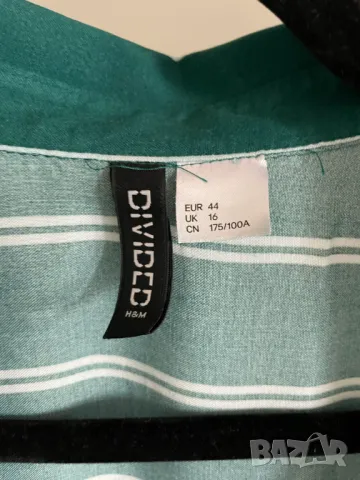 DIVIDED
H&M
EUR 44
UK 16
CN 175/100A
BAZAR